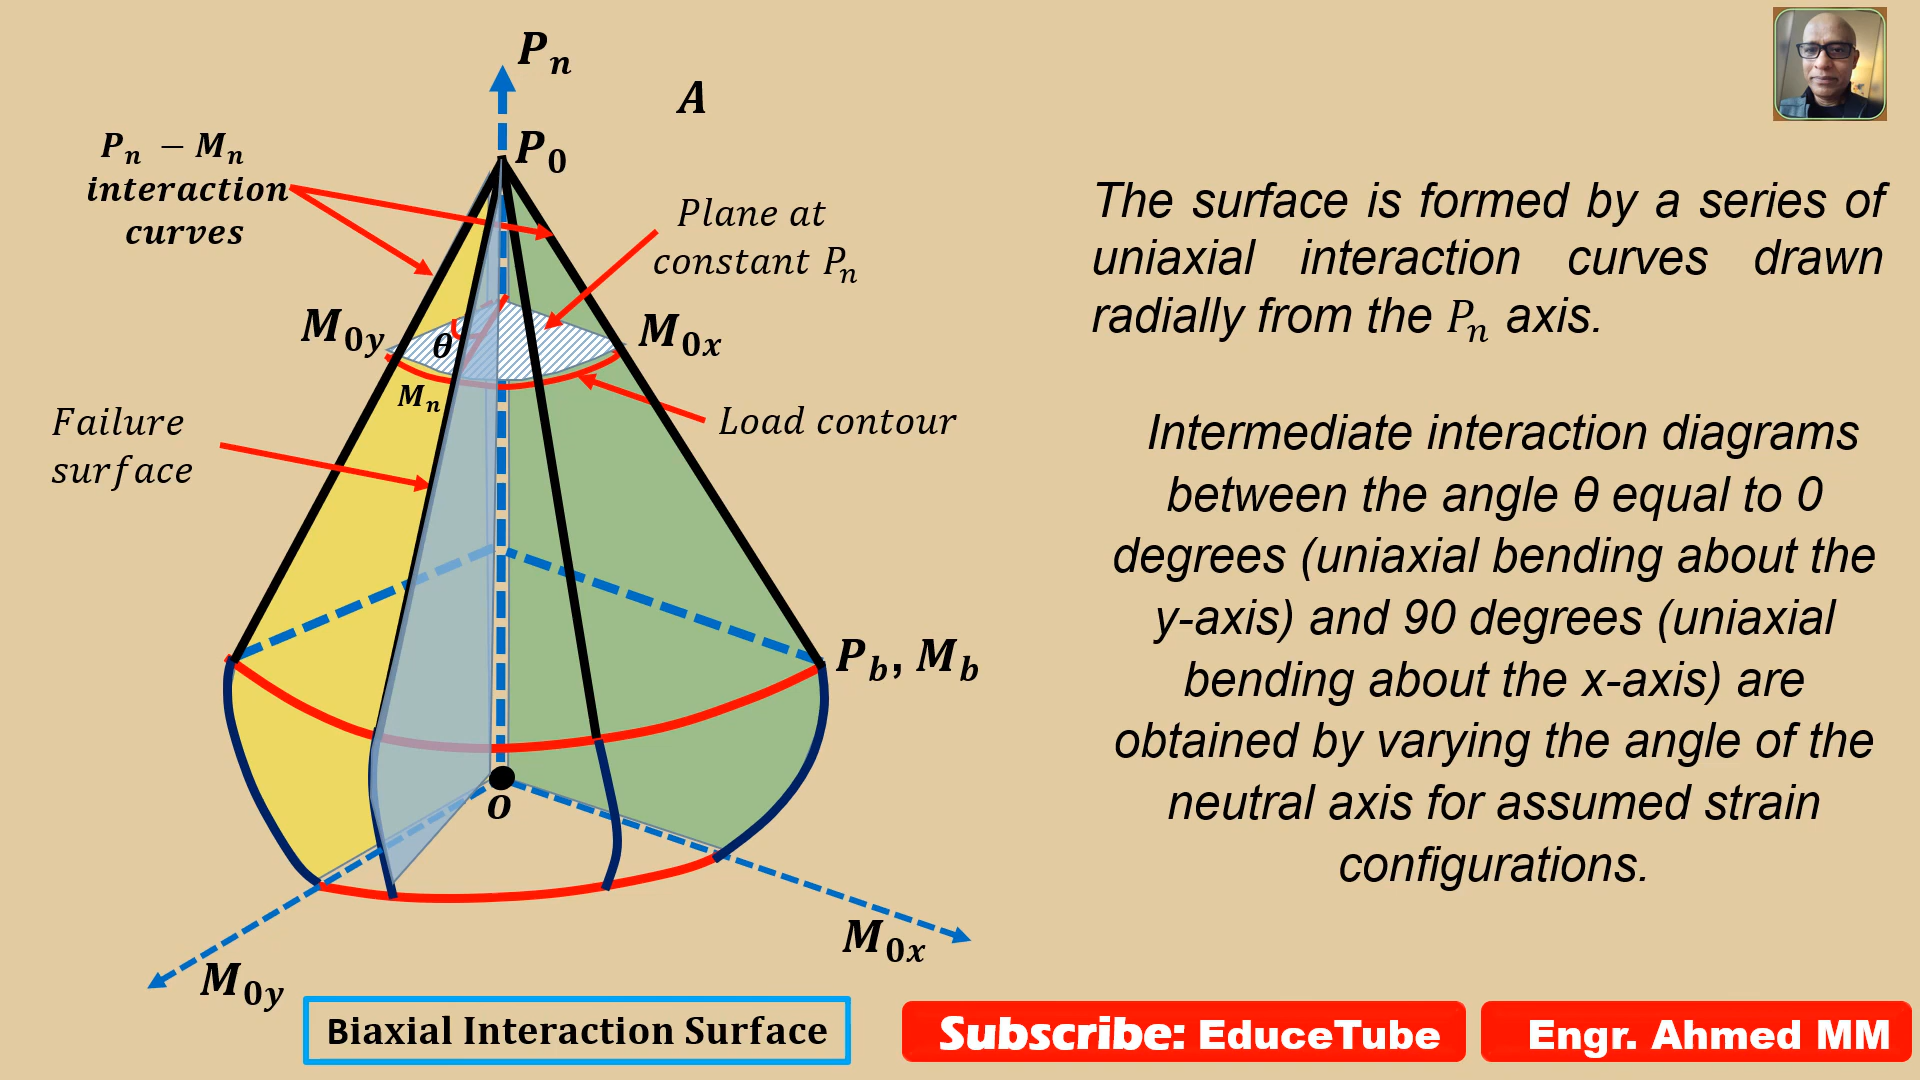 Pₙ
A
P₀
Pₙ − Mₙ
interaction
curves
Plane at
constant Pₙ
M₀y
M₀x
θ
Mₙ
Load contour
Failure
surface
P_b, M_b
O
M₀x
M₀y
The surface is formed by a series of
uniaxial interaction curves drawn
radially from the Pₙ axis.
Intermediate interaction diagrams
between the angle θ equal to 0
degrees (uniaxial bending about the
y-axis) and 90 degrees (uniaxial
bending about the x-axis) are
obtained by varying the angle of the
neutral axis for assumed strain
configurations.
Biaxial Interaction Surface
Subscribe: EduceTube
Engr. Ahmed MM